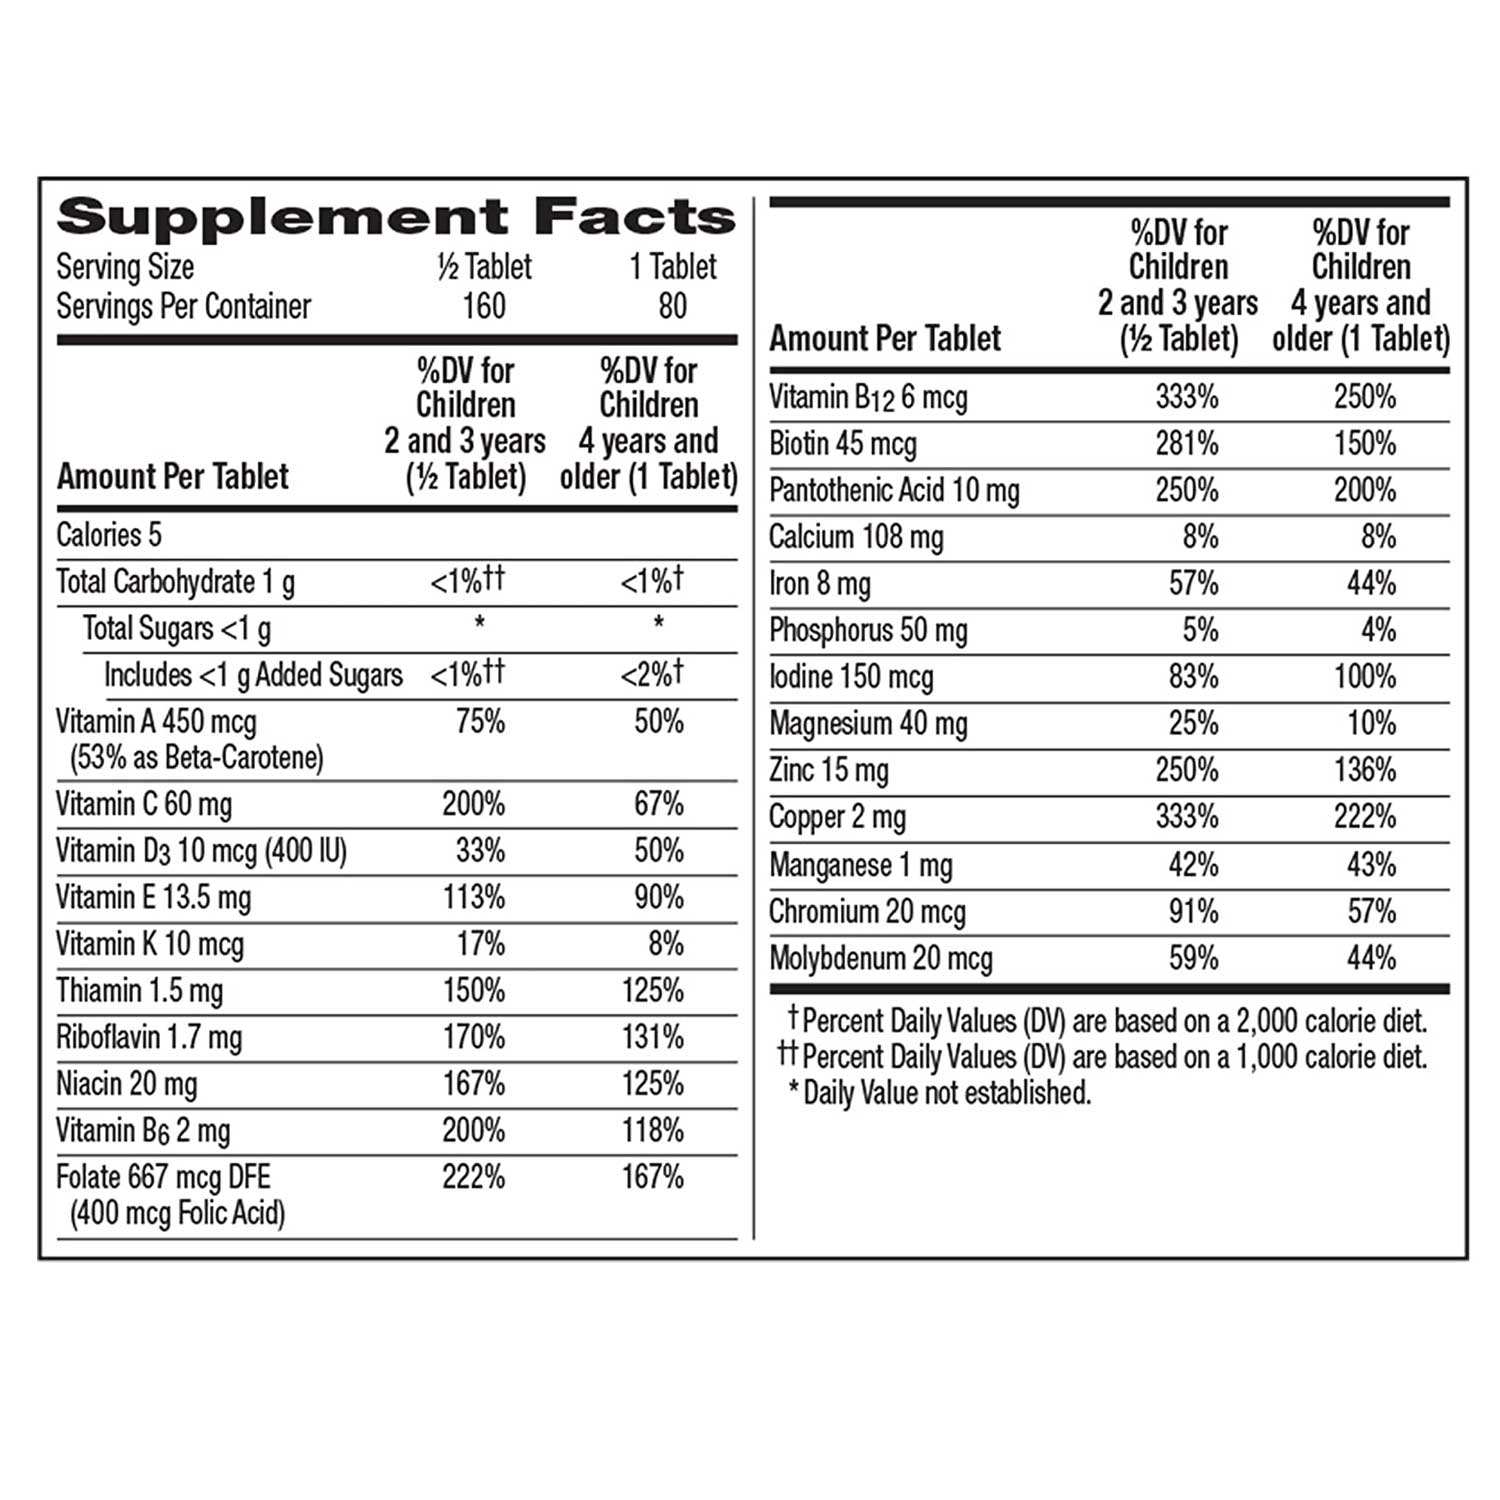 Supplement Facts
Serving Size ½ Tablet 1 Tablet
Servings Per Container 160 80
Amount Per Tablet %DV for Children 2 and 3 years (½ Tablet) %DV for Children 4 years and older (1 Tablet)
Calories 5
Total Carbohydrate 1 g <1%†† <1%†
Total Sugars <1 g * *
Includes <1 g Added Sugars <1%†† <2%†
Vitamin A 450 mcg 75% 50%
(53% as Beta-Carotene)
Vitamin C 60 mg 200% 67%
Vitamin D3 10 mcg (400 IU) 33% 50%
Vitamin E 13.5 mg 113% 90%
Vitamin K 10 mcg 17% 8%
Thiamin 1.5 mg 150% 125%
Riboflavin 1.7 mg 170% 131%
Niacin 20 mg 167% 125%
Vitamin B6 2 mg 200% 118%
Folate 667 mcg DFE 222% 167%
(400 mcg Folic Acid)
Amount Per Tablet %DV for Children 2 and 3 years (½ Tablet) %DV for Children 4 years and older (1 Tablet)
Vitamin B12 6 mcg 333% 250%
Biotin 45 mcg 281% 150%
Pantothenic Acid 10 mg 250% 200%
Calcium 108 mg 8% 8%
Iron 8 mg 57% 44%
Phosphorus 50 mg 5% 4%
Iodine 150 mcg 83% 100%
Magnesium 40 mg 25% 10%
Zinc 15 mg 250% 136%
Copper 2 mg 333% 222%
Manganese 1 mg 42% 43%
Chromium 20 mcg 91% 57%
Molybdenum 20 mcg 59% 44%
†Percent Daily Values (DV) are based on a 2,000 calorie diet.
††Percent Daily Values (DV) are based on a 1,000 calorie diet.
*Daily Value not established.